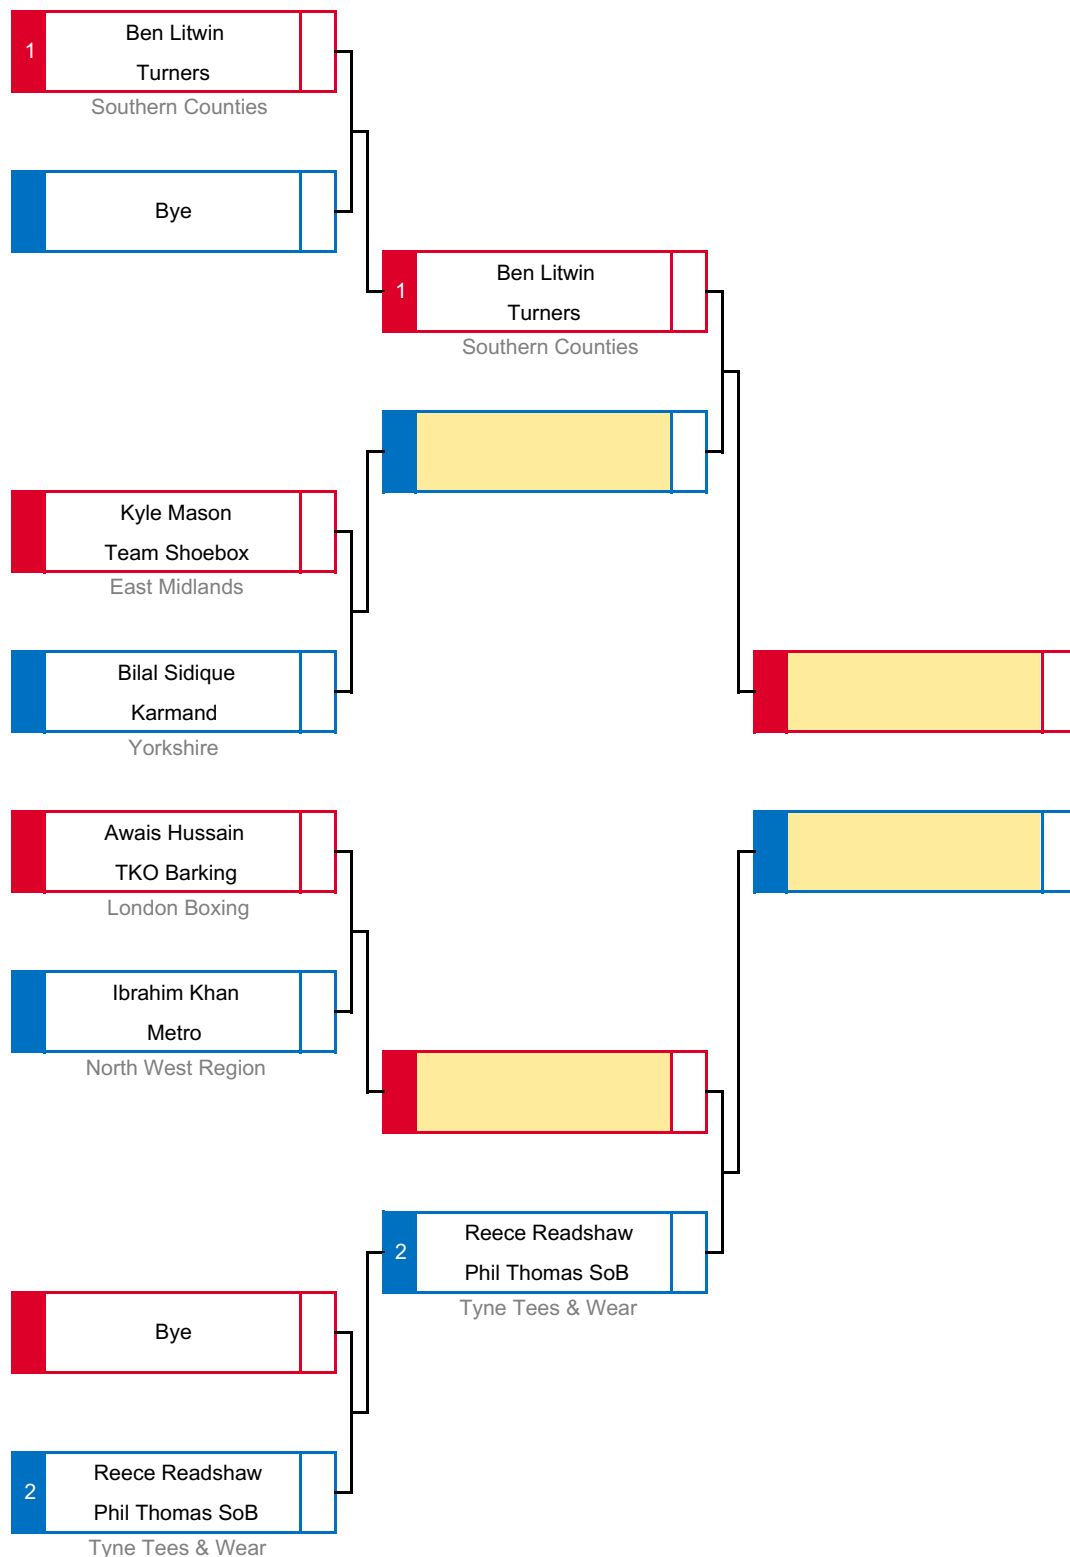 1
Ben Litwin
Turners
Southern Counties
Bye
1
Ben Litwin
Turners
Southern Counties
Kyle Mason
Team Shoebox
East Midlands
Bilal Sidique
Karmand
Yorkshire
Awais Hussain
TKO Barking
London Boxing
Ibrahim Khan
Metro
North West Region
2
Reece Readshaw
Phil Thomas SoB
Tyne Tees & Wear
Bye
2
Reece Readshaw
Phil Thomas SoB
Tyne Tees & Wear